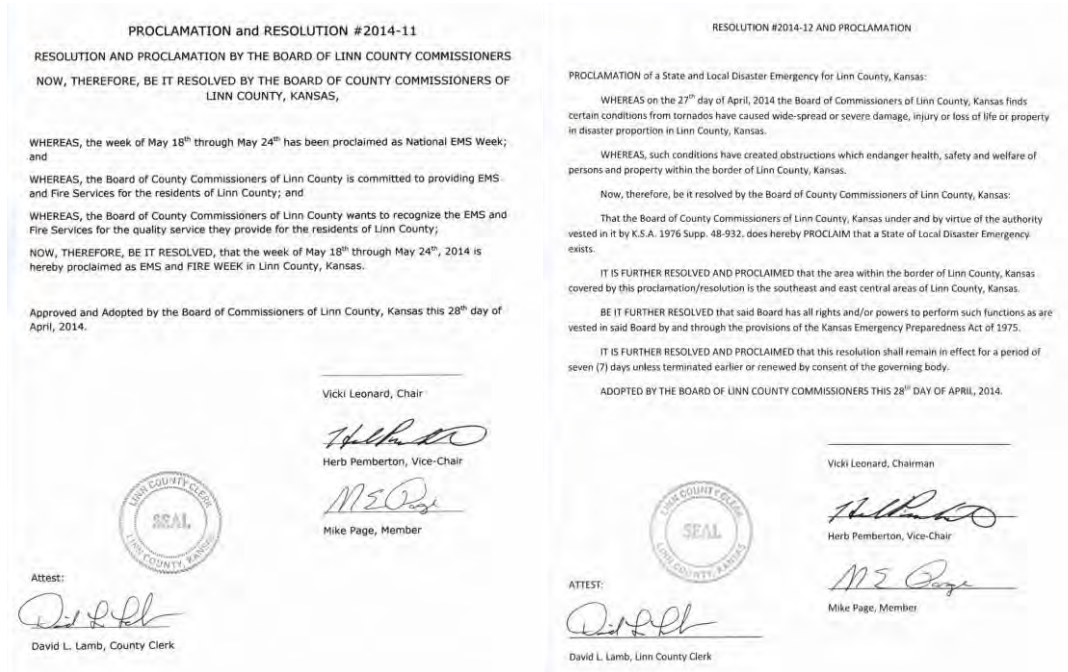 PROCLAMATION and RESOLUTION #2014-11
RESOLUTION AND PROCLAMATION BY THE BOARD OF LINN COUNTY COMMISSIONERS
NOW, THEREFORE, BE IT RESOLVED BY THE BOARD OF COUNTY COMMISSIONERS OF
LINN COUNTY, KANSAS,
WHEREAS, the week of May 18th through May 24th has been proclaimed as National EMS Week;
and
WHEREAS, the Board of County Commissioners of Linn County is committed to providing EMS
and Fire Services for the residents of Linn County; and
WHEREAS, the Board of County Commissioners of Linn County wants to recognize the EMS and
Fire Services for the quality service they provide for the residents of Linn County;
NOW, THEREFORE, BE IT RESOLVED, that the week of May 18th through May 24th, 2014 is
hereby proclaimed as EMS and FIRE WEEK in Linn County, Kansas.
Approved and Adopted by the Board of Commissioners of Linn County, Kansas this 28th day of
April, 2014.
Vicki Leonard, Chair
Herb Pemberton, Vice-Chair
Mike Page, Member
LINN COUNTY CLERK
SEAL
LINN COUNTY, KANSAS
Attest:
David L. Lamb, County Clerk
RESOLUTION #2014-12 AND PROCLAMATION
PROCLAMATION of a State and Local Disaster Emergency for Linn County, Kansas:
WHEREAS on the 27th day of April, 2014 the Board of Commissioners of Linn County, Kansas finds
certain conditions from tornados have caused wide-spread or severe damage, injury or loss of life or property
in disaster proportion in Linn County, Kansas.
WHEREAS, such conditions have created obstructions which endanger health, safety and welfare of
persons and property within the border of Linn County, Kansas.
Now, therefore, be it resolved by the Board of County Commissioners of Linn County, Kansas:
That the Board of County Commissioners of Linn County, Kansas under and by virtue of the authority
vested in it by K.S.A. 1976 Supp. 48-932, does hereby PROCLAIM that a State of Local Disaster Emergency
exists.
IT IS FURTHER RESOLVED AND PROCLAIMED that the area within the border of Linn County, Kansas
covered by this proclamation/resolution is the southeast and east central areas of Linn County, Kansas.
BE IT FURTHER RESOLVED that said Board has all rights and/or powers to perform such functions as are
vested in said Board by and through the provisions of the Kansas Emergency Preparedness Act of 1975.
IT IS FURTHER RESOLVED AND PROCLAIMED that this resolution shall remain in effect for a period of
seven (7) days unless terminated earlier or renewed by consent of the governing body.
ADOPTED BY THE BOARD OF LINN COUNTY COMMISSIONERS THIS 28th DAY OF APRIL, 2014.
Vicki Leonard, Chairman
Herb Pemberton, Vice-Chair
Mike Page, Member
LINN COUNTY CLERK
SEAL
LINN COUNTY, KANSAS
ATTEST:
David L. Lamb, Linn County Clerk